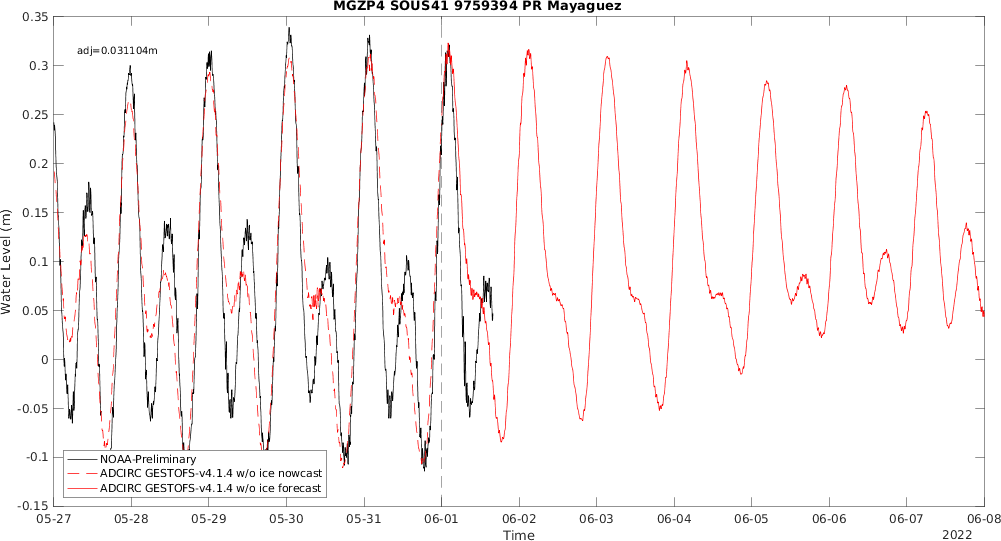 MGZP4 SOUS41 9759394 PR Mayaguez
adj=0.031104m
Water Level (m)
0.35
0.3
0.25
0.2
0.15
0.1
0.05
0
-0.05
-0.1
-0.15
NOAA-Preliminary
ADCIRC GESTOFS-v4.1.4 w/o ice nowcast
ADCIRC GESTOFS-v4.1.4 w/o ice forecast
05-27 05-28 05-29 05-30 05-31 06-01 06-02 06-03 06-04 06-05 06-06 06-07 06-08
Time
2022